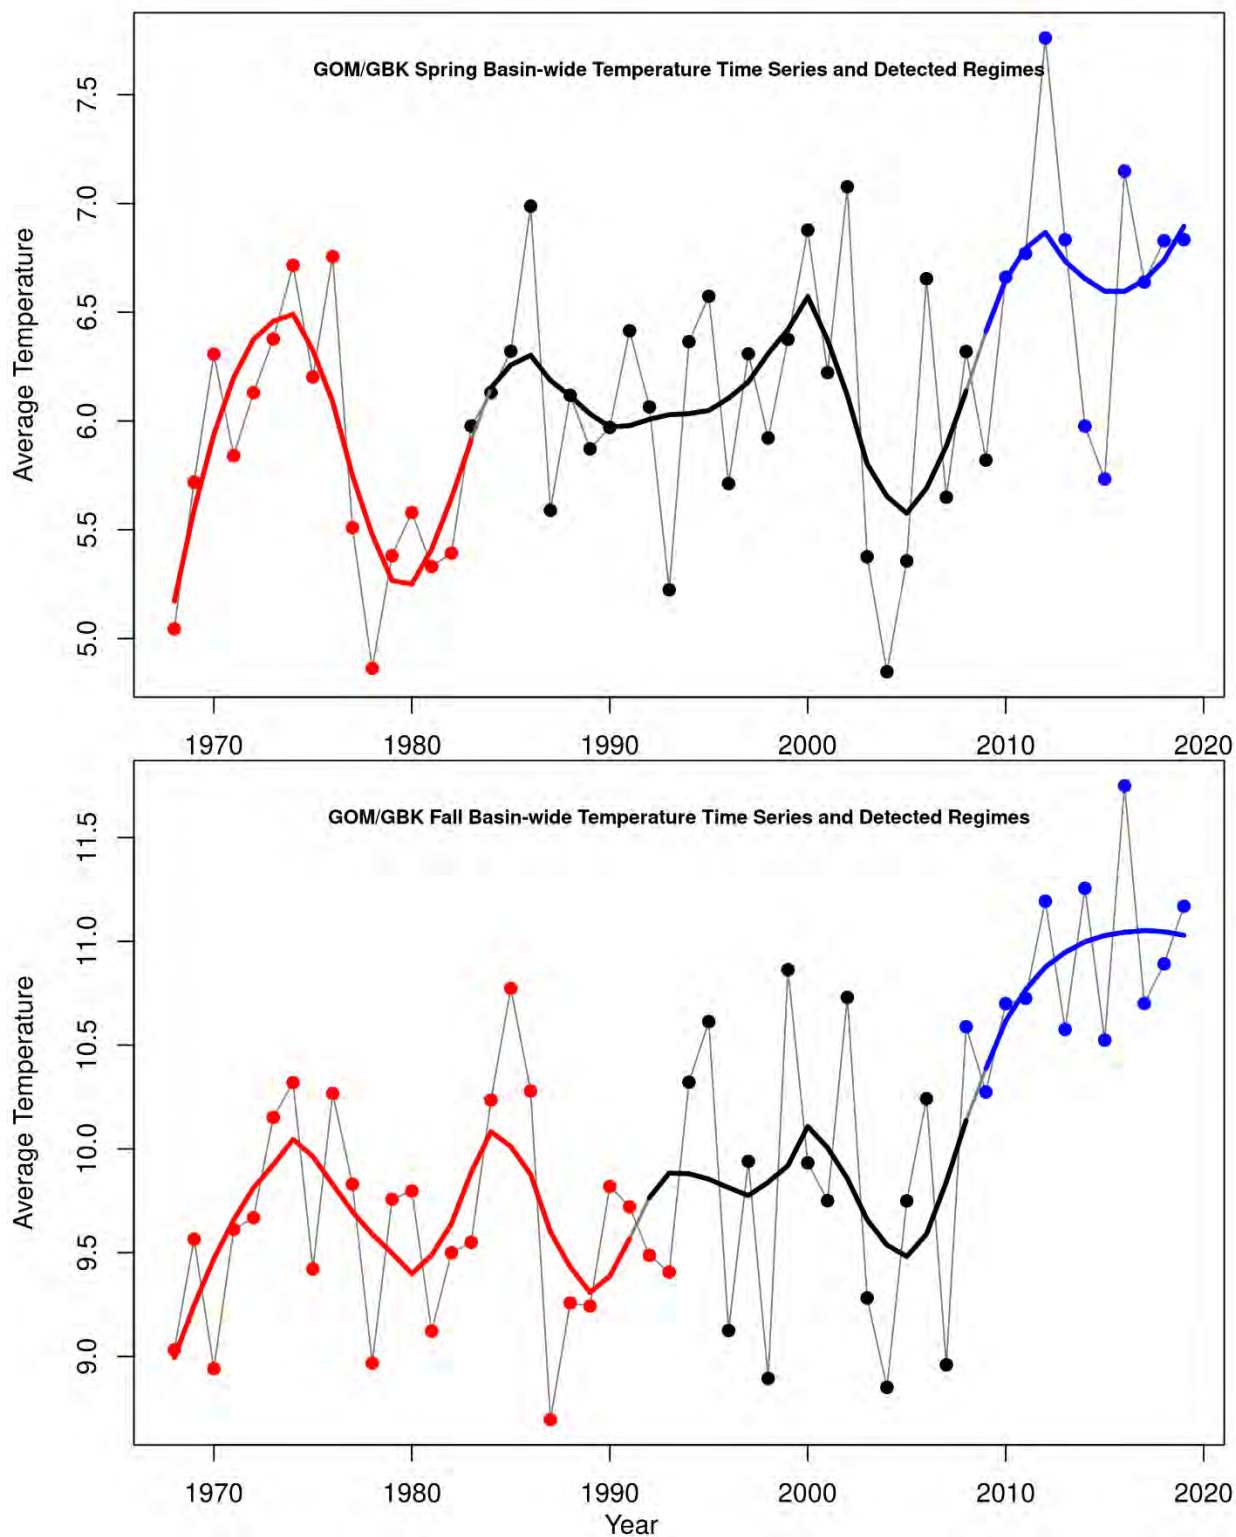 GOM/GBK Spring Basin-wide Temperature Time Series and Detected Regimes
7.5
7.0
6.5
6.0
5.5
5.0
Average Temperature
1970 1980 1990 2000 2010 2020
GOM/GBK Fall Basin-wide Temperature Time Series and Detected Regimes
11.5
11.0
10.5
10.0
9.5
9.0
Average Temperature
1970 1980 1990 2000 2010 2020
Year